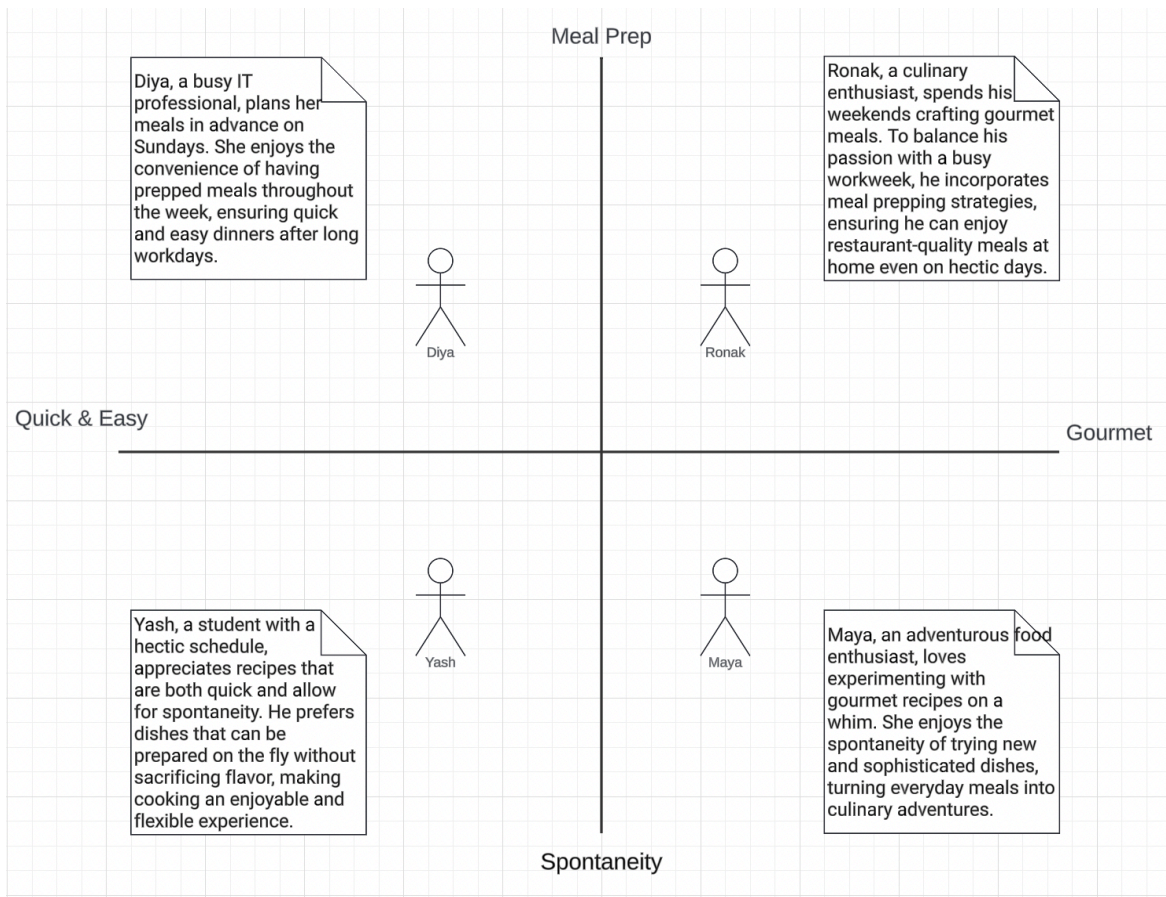 Meal Prep
Diya, a busy IT
professional, plans her
meals in advance on
Sundays. She enjoys the
convenience of having
prepped meals throughout
the week, ensuring quick
and easy dinners after long
workdays.
Ronak, a culinary
enthusiast, spends his
weekends crafting gourmet
meals. To balance his
passion with a busy
workweek, he incorporates
meal prepping strategies,
ensuring he can enjoy
restaurant-quality meals at
home even on hectic days.
Diya
Ronak
Quick & Easy
Gourmet
Yash, a student with a
hectic schedule,
appreciates recipes that
are both quick and allow
for spontaneity. He prefers
dishes that can be
prepared on the fly without
sacrificing flavor, making
cooking an enjoyable and
flexible experience.
Yash
Maya
Maya, an adventurous food
enthusiast, loves
experimenting with
gourmet recipes on a
whim. She enjoys the
spontaneity of trying new
and sophisticated dishes,
turning everyday meals into
culinary adventures.
Spontaneity